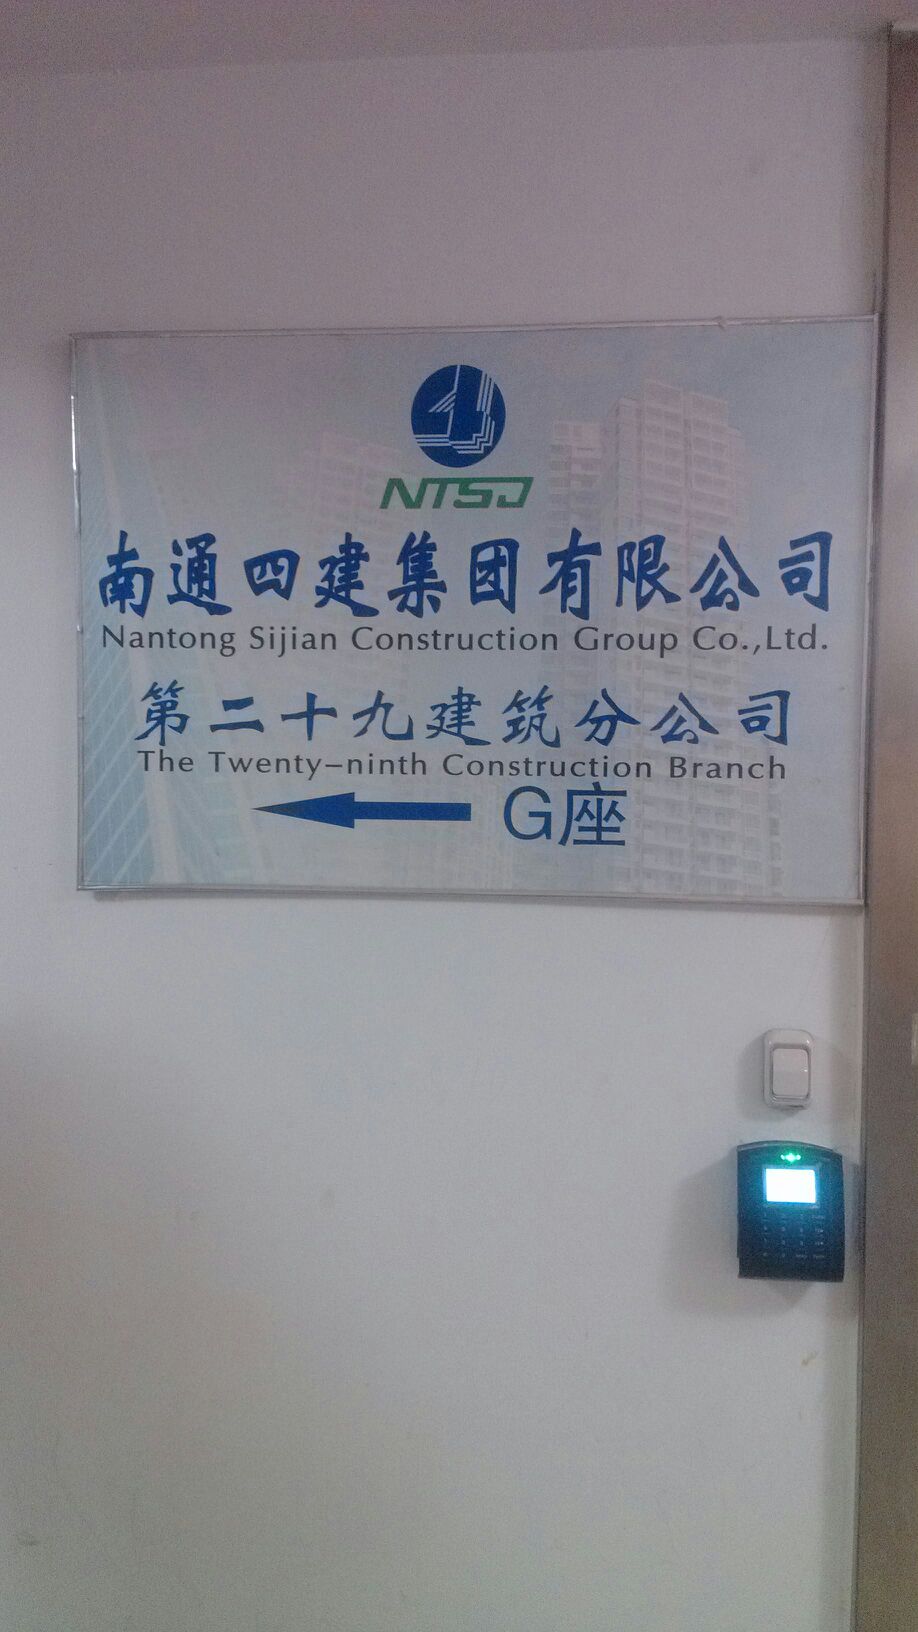 NTSJ
南通四建集团有限公司
Nantong Sijian Construction Group Co.,Ltd.
第二十九建筑分公司
The Twenty-ninth Construction Branch
G座